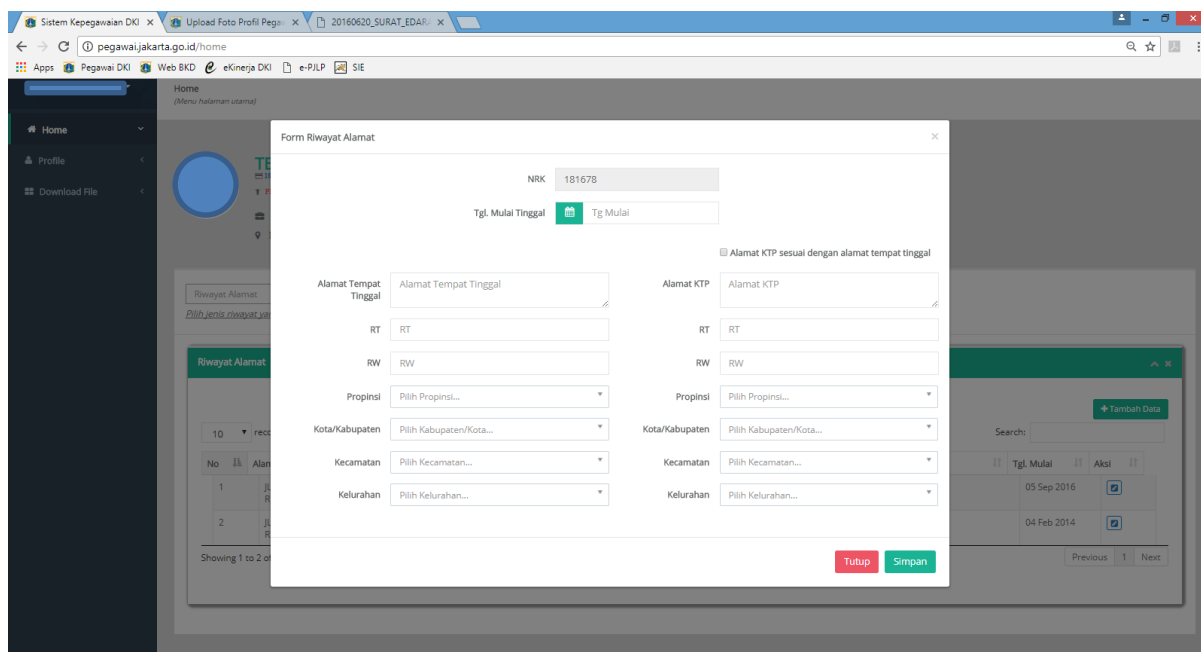 Sistem Kepegawaian DKI
Upload Foto Profil Pega
20160620_SURAT_EDAR
pegawai.jakarta.go.id/home
Apps Pegawai DKI Web BKD eKinerja DKI e-PJLP SIE
Home
(Menu halaman utama)
Home
Profile
Download File
TE
Form Riwayat Alamat
NRK 181678
Tgl. Mulai Tinggal Tg Mulai
Alamat KTP sesuai dengan alamat tempat tinggal
Alamat Tempat Tinggal Alamat Tempat Tinggal Alamat KTP Alamat KTP
RT RT RT RT
RW RW RW RW
Propinsi Pilih Propinsi... Propinsi Pilih Propinsi...
Kota/Kabupaten Pilih Kabupaten/Kota... Kota/Kabupaten Pilih Kabupaten/Kota...
Kecamatan Pilih Kecamatan... Kecamatan Pilih Kecamatan...
Kelurahan Pilih Kelurahan... Kelurahan Pilih Kelurahan...
Tutup Simpan
Riwayat Alamat
Pilih jenis riwayat ya
Riwayat Alamat
Tambah Data
10 reco Search:
No Alam Tgl. Mulai Aksi
1 05 Sep 2016
2 04 Feb 2014
Showing 1 to 2 of Previous 1 Next